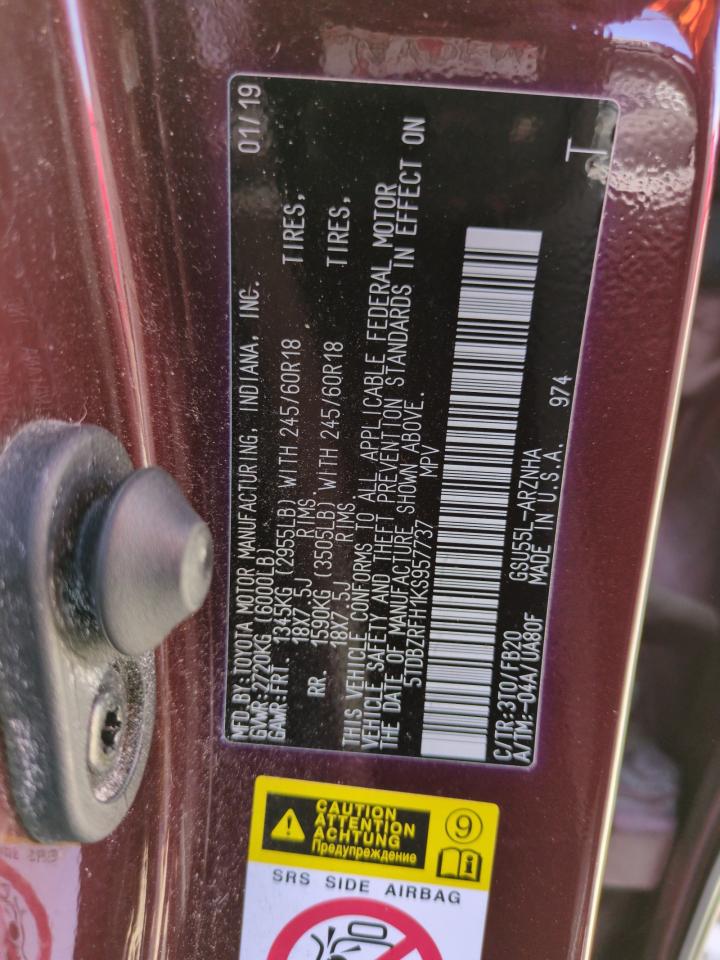 MFD.BY:TOYOTA MOTOR MANUFACTURING, INDIANA, INC. 01/19
GVWR:2720KG (6000LB)
GAWR:FRT. 1345KG (2955LB) WITH 245/60R18 TIRES,
18X7.5J RIMS.
RR. 1590KG (3505LB) WITH 245/60R18 TIRES,
18X7.5J RIMS
THIS VEHICLE CONFORMS TO ALL APPLICABLE FEDERAL MOTOR
VEHICLE SAFETY AND THEFT PREVENTION STANDARDS IN EFFECT ON
THE DATE OF MANUFACTURE SHOWN ABOVE.
5TDBZRFH1KS957737 MPV
C/TR:3T0/FB20 GSU55L-ARZNHA 974
A/TM:-04A/UA80F MADE IN U.S.A.
T
CAUTION
ATTENTION
ACHTUNG
Предупреждение
9
SRS SIDE AIRBAG